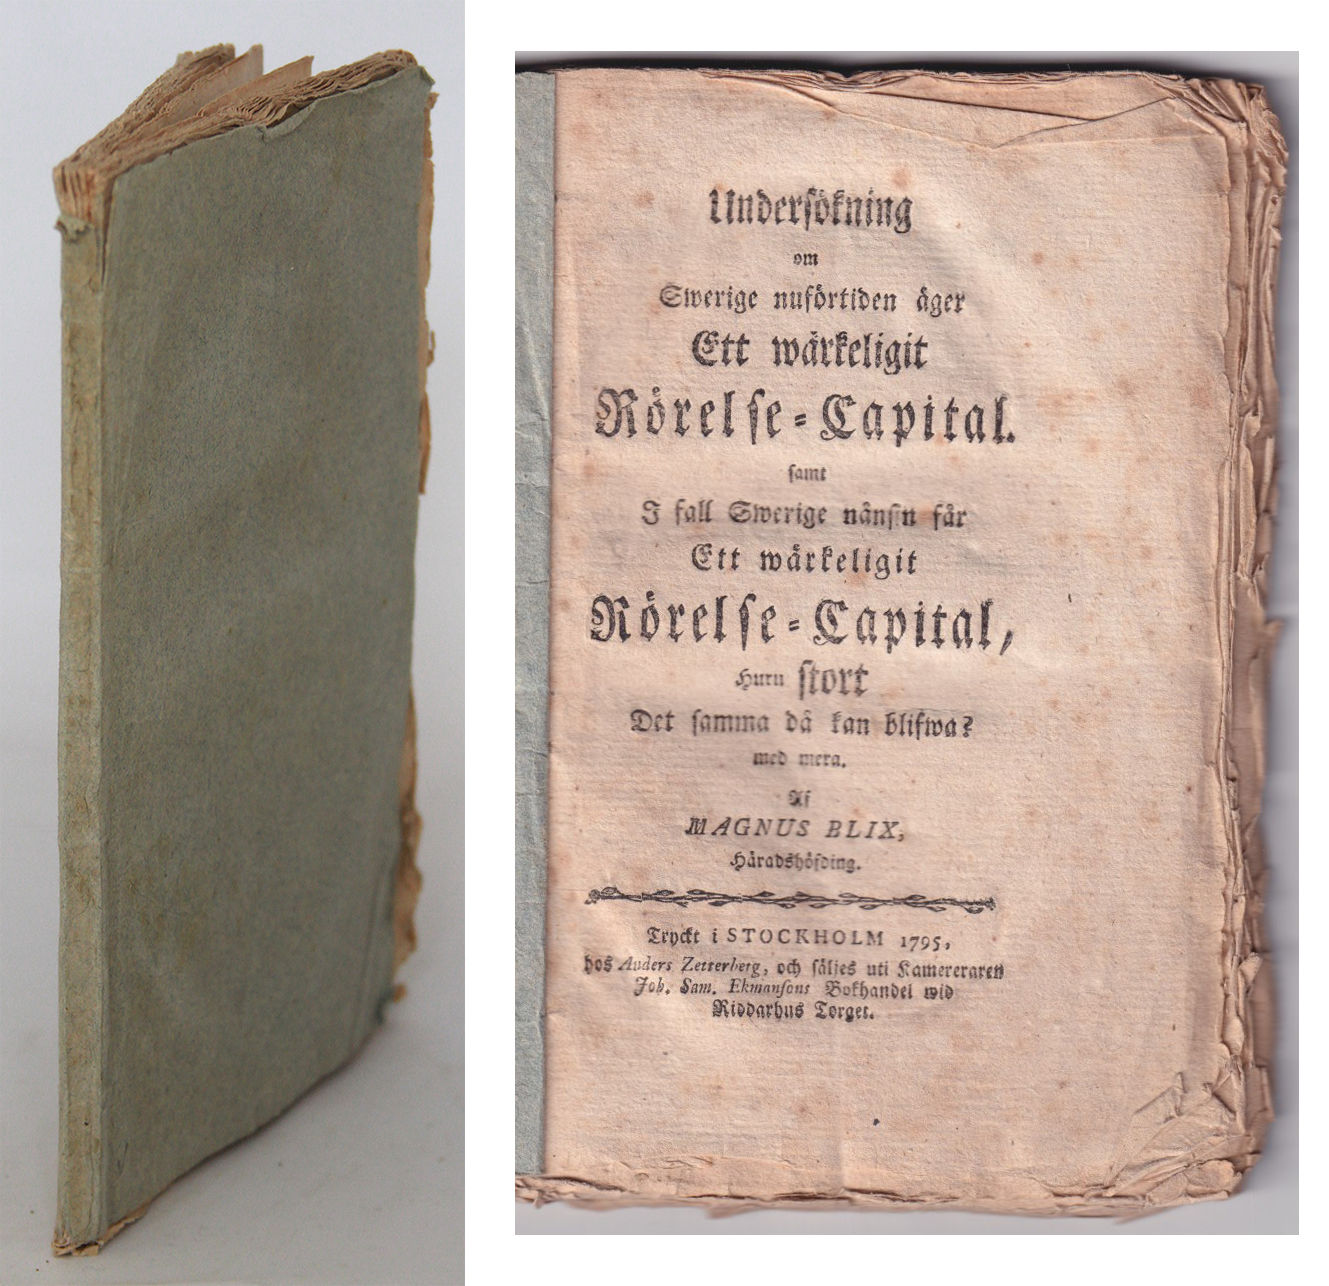 Undersökning
om
Swerige nuförtiden äger
Ett wärkeligit
Rörelse-Capital.
samt
I fall Swerige nånsin får
Ett wärkeligit
Rörelse-Capital,
Huru stort
Det samma då kan blifwa?
med mera.
Af
MAGNUS BLIX,
Häradshöfding.
Tryckt i STOCKHOLM 1795,
hos Anders Zetterberg, och säljes uti Kamereraren
Joh. Sam. Ekmansons Bokhandel wid
Riddarhus Torget.